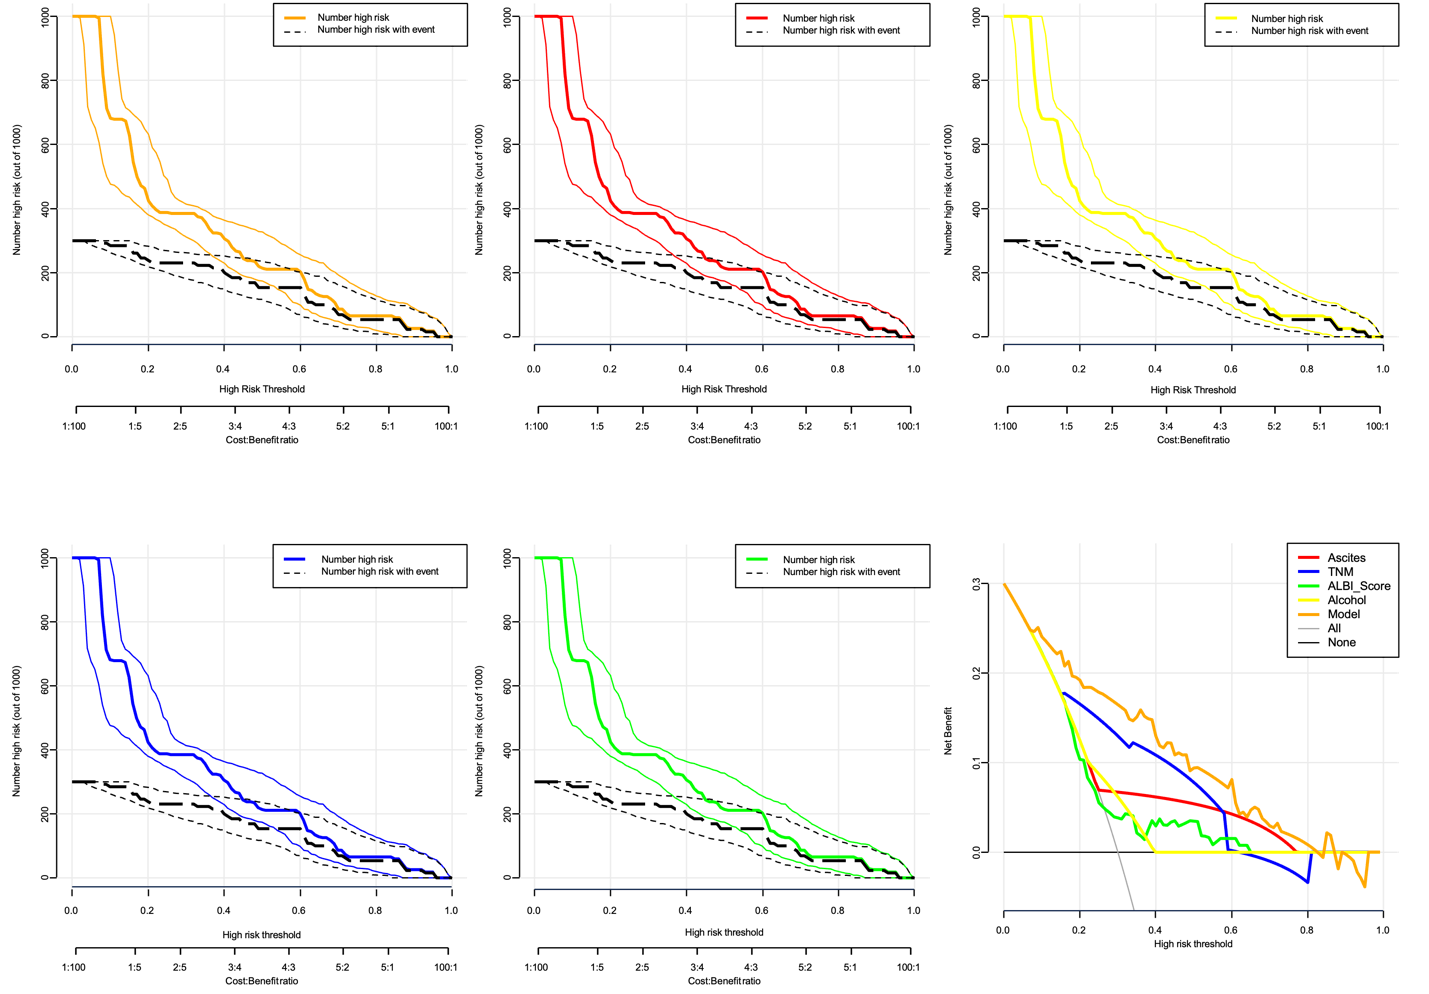 Number high risk
Number high risk with event
Number high risk (out of 1000)
0 200 400 600 800 1000
0.0 0.2 0.4 0.6 0.8 1.0
High Risk Threshold
1:100 1:5 2:5 3:4 4:3 5:2 5:1 100:1
Cost:Benefitratio
Number high risk
Number high risk with event
Number high risk (out of 1000)
0 200 400 600 800 1000
0.0 0.2 0.4 0.6 0.8 1.0
High Risk Threshold
1:100 1:5 2:5 3:4 4:3 5:2 5:1 100:1
Cost:Benefitratio
Number high risk
Number high risk with event
Number high risk (out of 1000)
0 200 400 600 800 1000
0.0 0.2 0.4 0.6 0.8 1.0
High Risk Threshold
1:100 1:5 2:5 3:4 4:3 5:2 5:1 100:1
Cost:Benefitratio
Number high risk
Number high risk with event
Number high risk (out of 1000)
0 200 400 600 800 1000
0.0 0.2 0.4 0.6 0.8 1.0
High risk threshold
1:100 1:5 2:5 3:4 4:3 5:2 5:1 100:1
Cost:Benefitratio
Number high risk
Number high risk with event
Number high risk (out of 1000)
0 200 400 600 800 1000
0.0 0.2 0.4 0.6 0.8 1.0
High risk threshold
1:100 1:5 2:5 3:4 4:3 5:2 5:1 100:1
Cost:Benefitratio
Ascites
TNM
ALBI_Score
Alcohol
Model
All
None
Net Benefit
0.0 0.1 0.2 0.3
0.0 0.2 0.4 0.6 0.8 1.0
High risk threshold